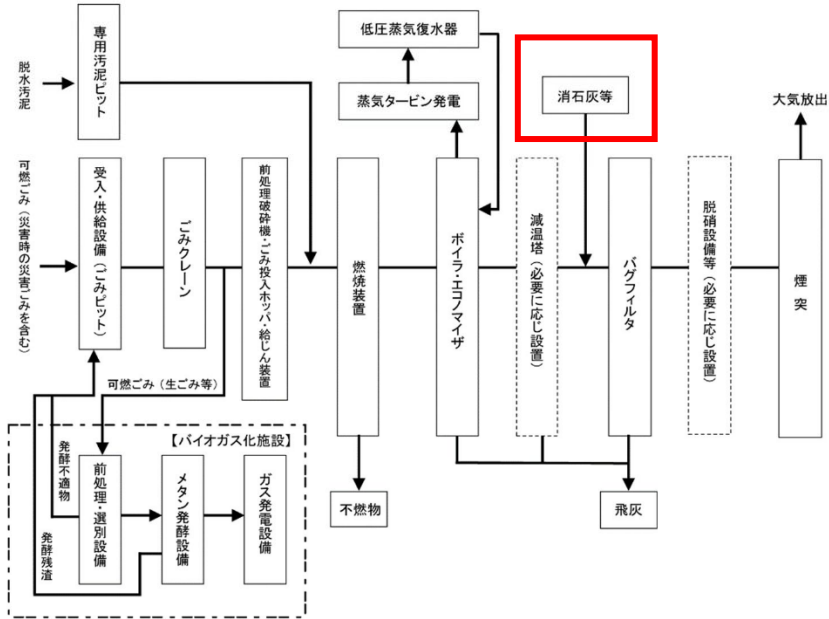 脱水汚泥
専用汚泥ピット
低圧蒸気復水器
蒸気タービン発電
消石灰等
大気放出
可燃ごみ（災害時の災害ごみを含む）
受入・供給設備（ごみピット）
ごみクレーン
前処理破砕機・ごみ投入ホッパ・給じん装置
燃焼装置
ボイラ・エコノマイザ
減温塔（必要に応じ設置）
バグフィルタ
脱硝設備等（必要に応じ設置）
煙突
可燃ごみ（生ごみ等）
【バイオガス化施設】
発酵不適物
発酵残渣
前処理・選別設備
メタン発酵設備
ガス発電設備
不燃物
飛灰